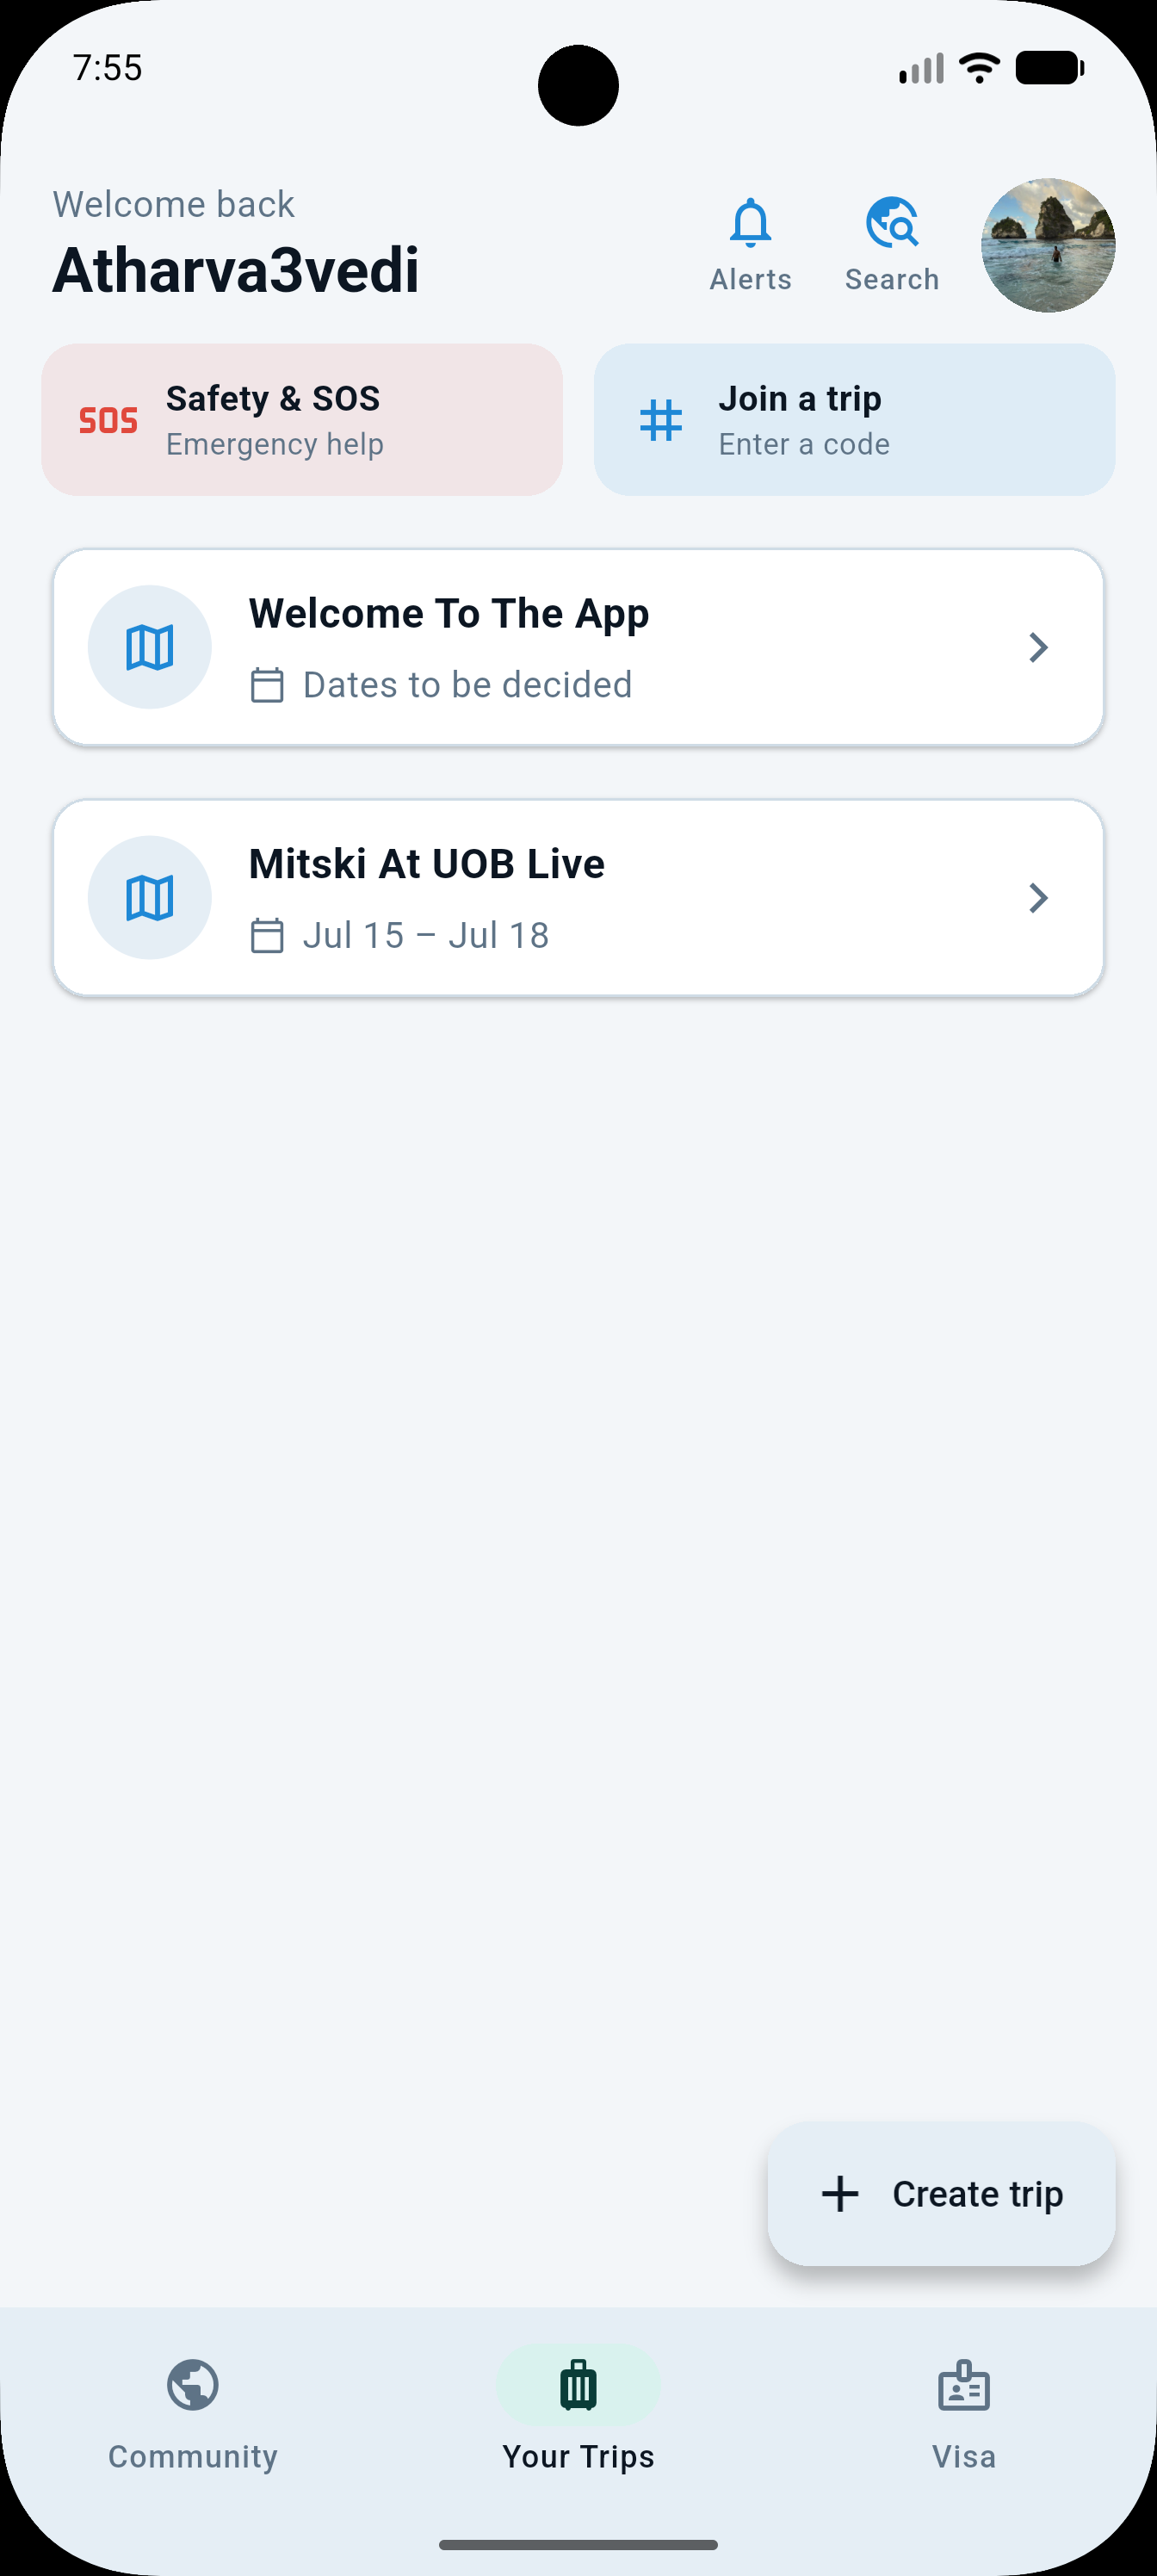 7:55
Welcome back
Atharva3vedi
Alerts
Search
SOS
Safety & SOS
Emergency help
Join a trip
Enter a code
Welcome To The App
Dates to be decided
Mitski At UOB Live
Jul 15 – Jul 18
Create trip
Community
Your Trips
Visa